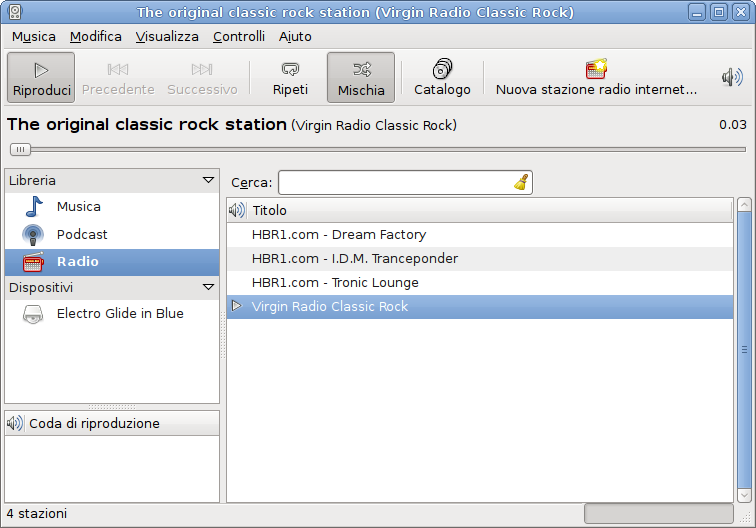 The original classic rock station (Virgin Radio Classic Rock)
Musica Modifica Visualizza Controlli Aiuto
Riproduci Precedente Successivo Ripeti Mischia Catalogo Nuova stazione radio internet...
The original classic rock station (Virgin Radio Classic Rock) 0.03
Libreria
Musica
Podcast
Radio
Dispositivi
Electro Glide in Blue
Coda di riproduzione
Cerca:
Titolo
HBR1.com - Dream Factory
HBR1.com - I.D.M. Tranceponder
HBR1.com - Tronic Lounge
Virgin Radio Classic Rock
4 stazioni